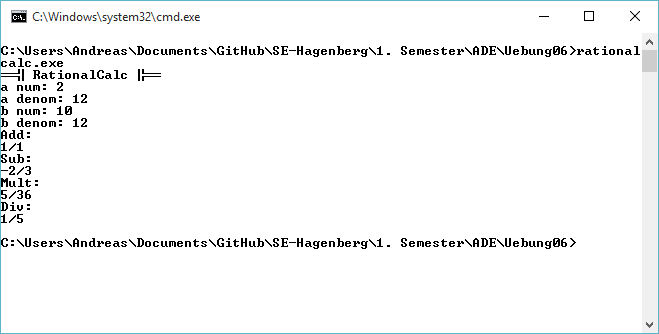 C:\Windows\system32\cmd.exe
C:\Users\Andreas\Documents\GitHub\SE-Hagenberg\1. Semester\ADE\Uebung06>rational
calc.exe
══╣ RationalCalc ╠══
a num: 2
a denom: 12
b num: 10
b denom: 12
Add:
1/1
Sub:
-2/3
Mult:
5/36
Div:
1/5
C:\Users\Andreas\Documents\GitHub\SE-Hagenberg\1. Semester\ADE\Uebung06>